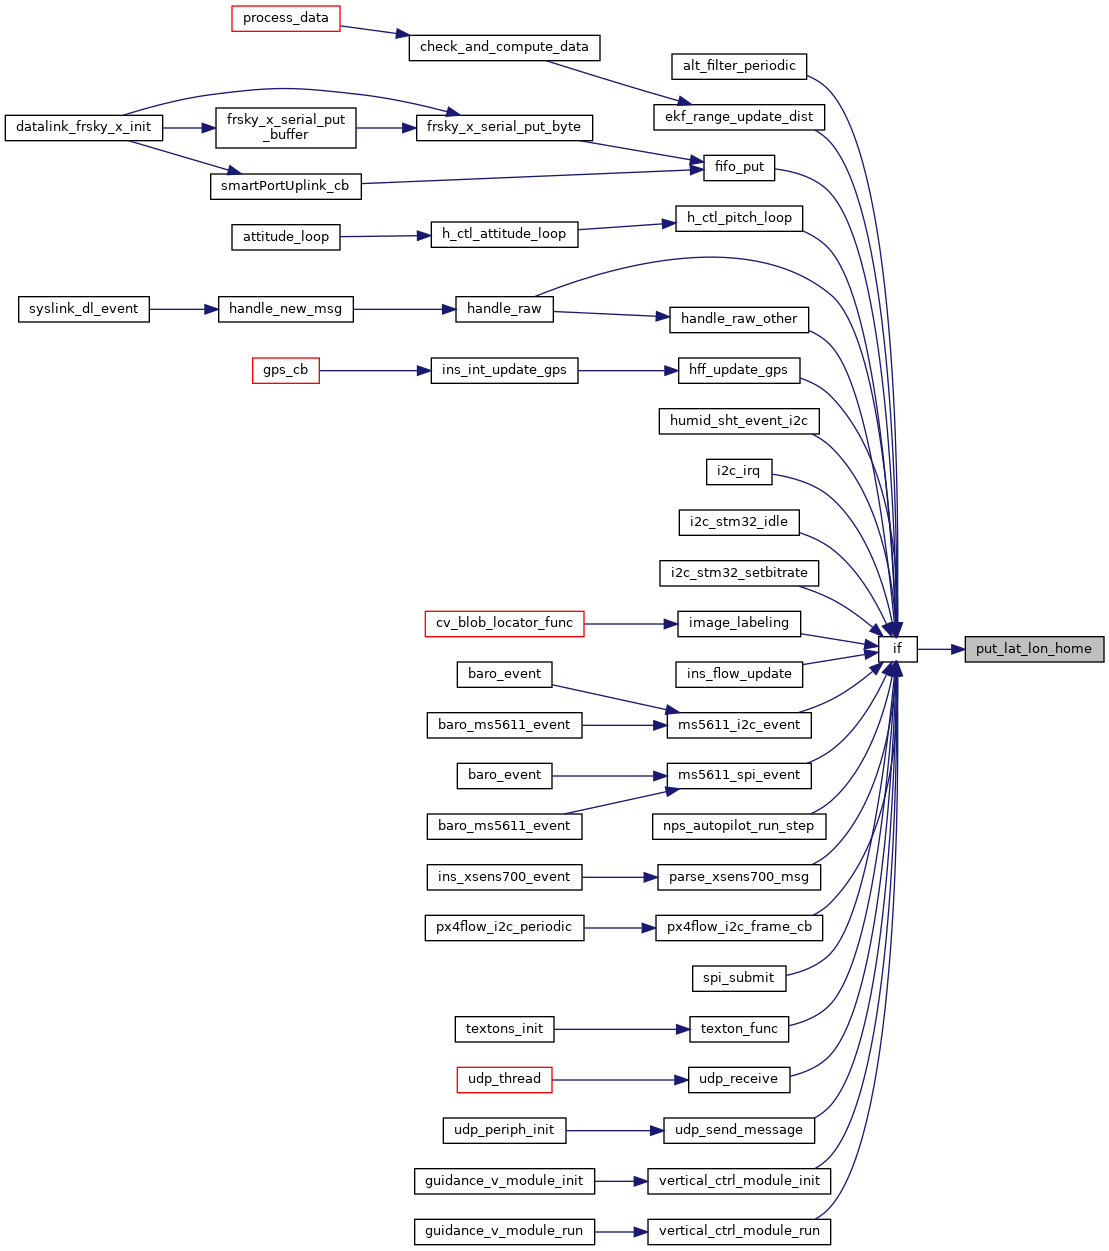 process_data
check_and_compute_data
alt_filter_periodic
ekf_range_update_dist
datalink_frsky_x_init
frsky_x_serial_put
_buffer
frsky_x_serial_put_byte
fifo_put
smartPortUplink_cb
h_ctl_pitch_loop
attitude_loop
h_ctl_attitude_loop
syslink_dl_event
handle_new_msg
handle_raw
handle_raw_other
gps_cb
ins_int_update_gps
hff_update_gps
humid_sht_event_i2c
i2c_irq
i2c_stm32_idle
i2c_stm32_setbitrate
cv_blob_locator_func
image_labeling
if
put_lat_lon_home
baro_event
ins_flow_update
baro_ms5611_event
ms5611_i2c_event
baro_event
ms5611_spi_event
baro_ms5611_event
nps_autopilot_run_step
ins_xsens700_event
parse_xsens700_msg
px4flow_i2c_periodic
px4flow_i2c_frame_cb
spi_submit
textons_init
texton_func
udp_thread
udp_receive
udp_periph_init
udp_send_message
guidance_v_module_init
vertical_ctrl_module_init
guidance_v_module_run
vertical_ctrl_module_run